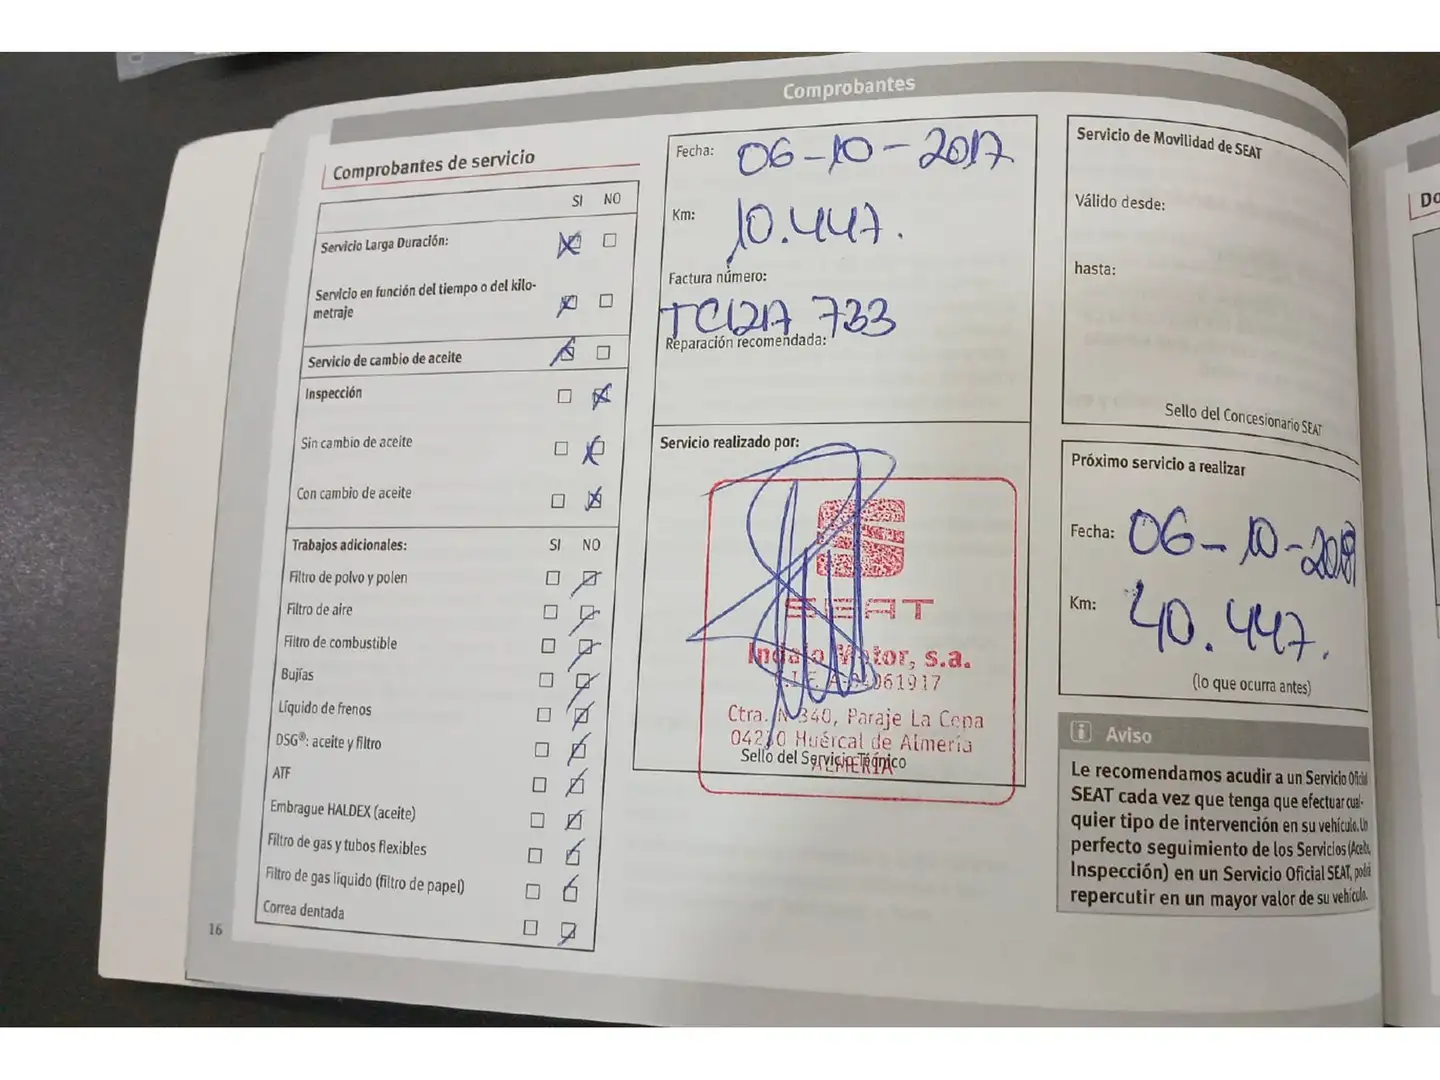 Comprobantes
Comprobantes de servicio
SI NO
Servicio Larga Duración:
Servicio en función del tiempo o del kilo-
metraje
Servicio de cambio de aceite
Inspección
Sin cambio de aceite
Con cambio de aceite
Trabajos adicionales: SI NO
Filtro de polvo y polen
Filtro de aire
Filtro de combustible
Bujías
Líquido de frenos
DSG®: aceite y filtro
ATF
Embrague HALDEX (aceite)
Filtro de gas y tubos flexibles
Filtro de gas líquido (filtro de papel)
Correa dentada
16
Fecha: 06-10-2017
Km: 10.447.
Factura número:
733
Reparación recomendada:
Servicio realizado por:
SEAT
Indalo Motor, s.a.
C.I.F. A-04061917
Ctra. N-340, Paraje La Cepa
04230 Huércal de Almería
ALMERIA
Sello del Servicio Técnico
Servicio de Movilidad de SEAT
Válido desde:
hasta:
Sello del Concesionario SEAT
Próximo servicio a realizar
Fecha: 06-10-2019
Km: 40.447.
(lo que ocurra antes)
i Aviso
Le recomendamos acudir a un Servicio Oficial
SEAT cada vez que tenga que efectuar cual-
quier tipo de intervención en su vehículo. Un
perfecto seguimiento de los Servicios (Aceite,
Inspección) en un Servicio Oficial SEAT, podrá
repercutir en un mayor valor de su vehículo.
Do